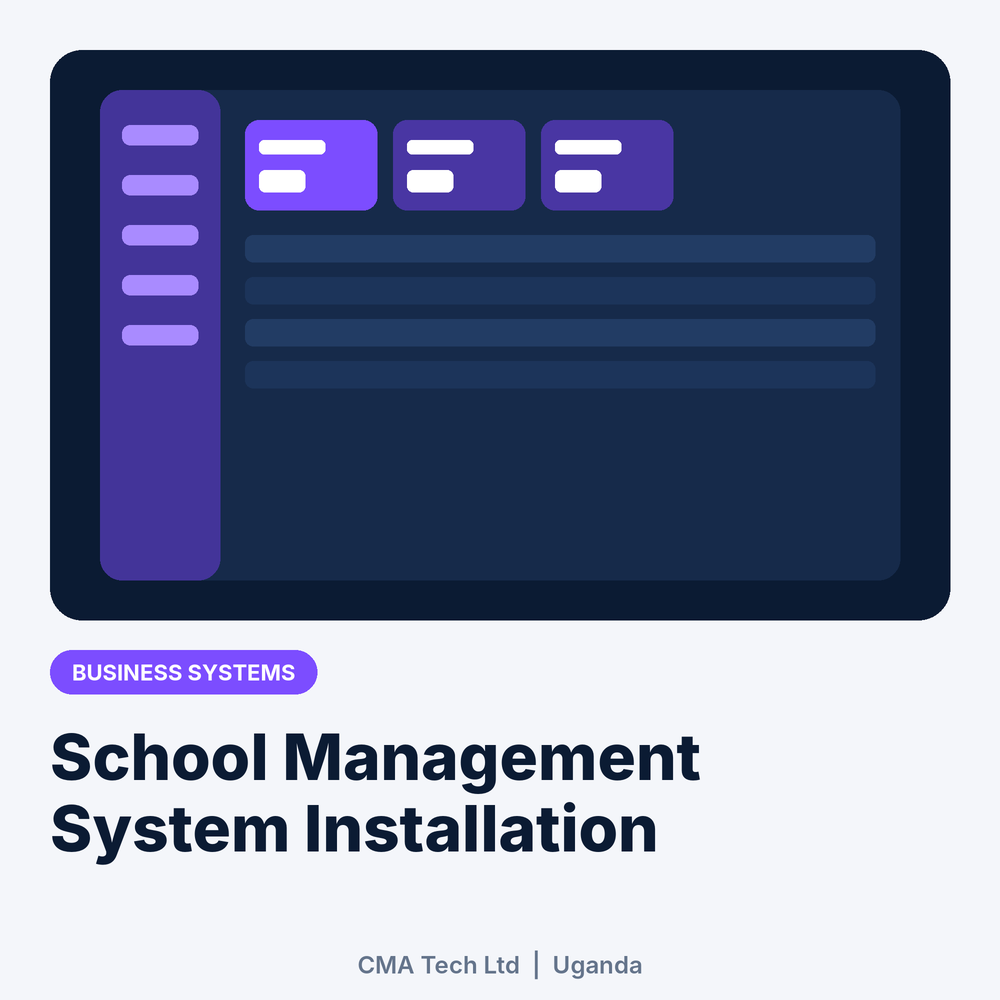 BUSINESS SYSTEMS
School Management
System Installation
CMA Tech Ltd | Uganda